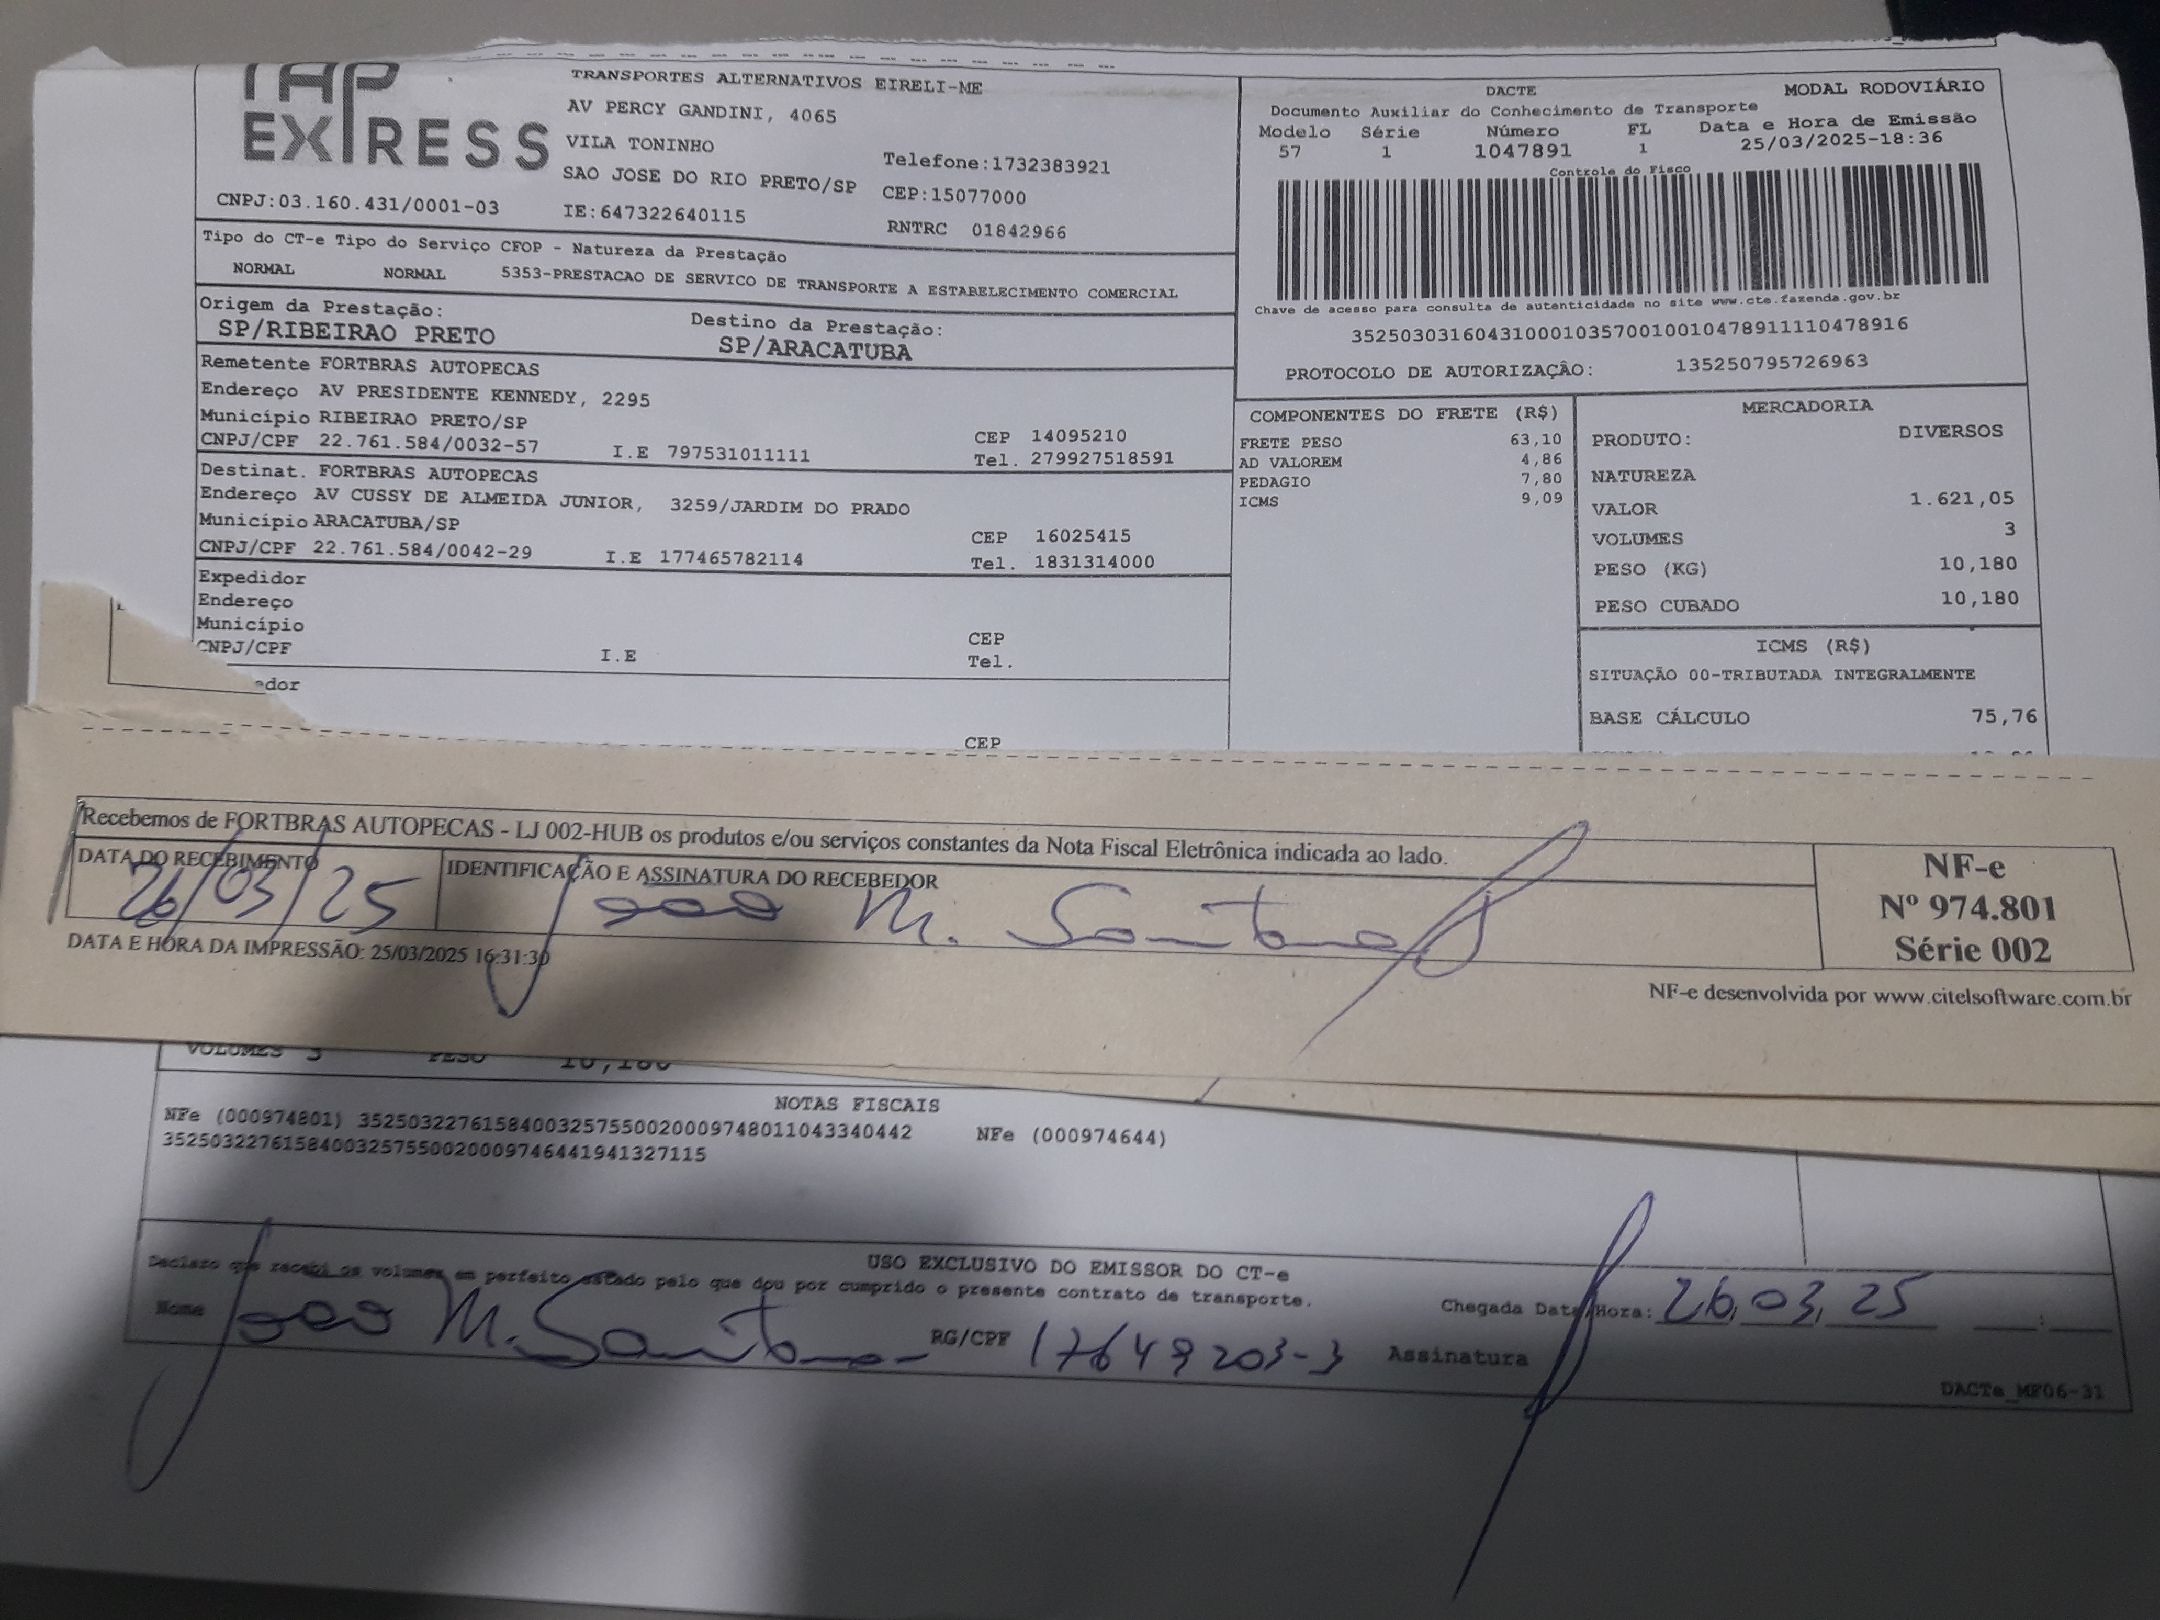 TAP EXPRESS
TRANSPORTES ALTERNATIVOS EIRELI-ME
AV PERCY GANDINI, 4065
VILA TONINHO
SAO JOSE DO RIO PRETO/SP
Telefone:1732383921
CEP:15077000
CNPJ:03.160.431/0001-03
IE:647322640115
RNTRC 01842966
DACTE
MODAL RODOVIÁRIO
Documento Auxiliar do Conhecimento de Transporte
Modelo Série Número FL Data e Hora de Emissão
57 1 1047891 1 25/03/2025-18:36
Controle do Fisco
Chave de acesso para consulta de autenticidade no site www.cte.fazenda.gov.br
35250303160431000103570010010478911110478916
PROTOCOLO DE AUTORIZAÇÃO: 135250795726963
Tipo do CT-e Tipo do Serviço CFOP - Natureza da Prestação
NORMAL NORMAL 5353-PRESTACAO DE SERVICO DE TRANSPORTE A ESTABELECIMENTO COMERCIAL
Origem da Prestação:
SP/RIBEIRAO PRETO
Destino da Prestação:
SP/ARACATUBA
Remetente FORTBRAS AUTOPECAS
Endereço AV PRESIDENTE KENNEDY, 2295
Município RIBEIRAO PRETO/SP
CEP 14095210
CNPJ/CPF 22.761.584/0032-57 I.E 797531011111 Tel. 279927518591
Destinat. FORTBRAS AUTOPECAS
Endereço AV CUSSY DE ALMEIDA JUNIOR, 3259/JARDIM DO PRADO
Município ARACATUBA/SP
CEP 16025415
CNPJ/CPF 22.761.584/0042-29 I.E 177465782114 Tel. 1831314000
Expedidor
Endereço
Município
CEP
CNPJ/CPF I.E Tel.
edor
CEP
COMPONENTES DO FRETE (R$)
FRETE PESO 63,10
AD VALOREM 4,86
PEDAGIO 7,80
ICMS 9,09
MERCADORIA
PRODUTO: DIVERSOS
NATUREZA
VALOR 1.621,05
VOLUMES 3
PESO (KG) 10,180
PESO CUBADO 10,180
ICMS (R$)
SITUAÇÃO 00-TRIBUTADA INTEGRALMENTE
BASE CÁLCULO 75,76
Recebemos de FORTBRAS AUTOPECAS - LJ 002-HUB os produtos e/ou serviços constantes da Nota Fiscal Eletrônica indicada ao lado.
DATA DO RECEBIMENTO
26/03/25
IDENTIFICAÇÃO E ASSINATURA DO RECEBEDOR
Joao M. Santana
DATA E HORA DA IMPRESSÃO: 25/03/2025 16:31:30
NF-e
Nº 974.801
Série 002
NF-e desenvolvida por www.citelsoftware.com.br
VOLUMES 3 PESO 10,180
NOTAS FISCAIS
NFe (000974801) 35250322761584003257550020009748011043340442 NFe (000974644)
35250322761584003257550020009746441941327115
USO EXCLUSIVO DO EMISSOR DO CT-e
Declaro que recebi os volumes em perfeito estado pelo que dou por cumprido o presente contrato de transporte.
Nome Joao M. Santana RG/CPF 17649203-3 Assinatura
Chegada Data/Hora: 26,03,25
DACTe_MF06-31